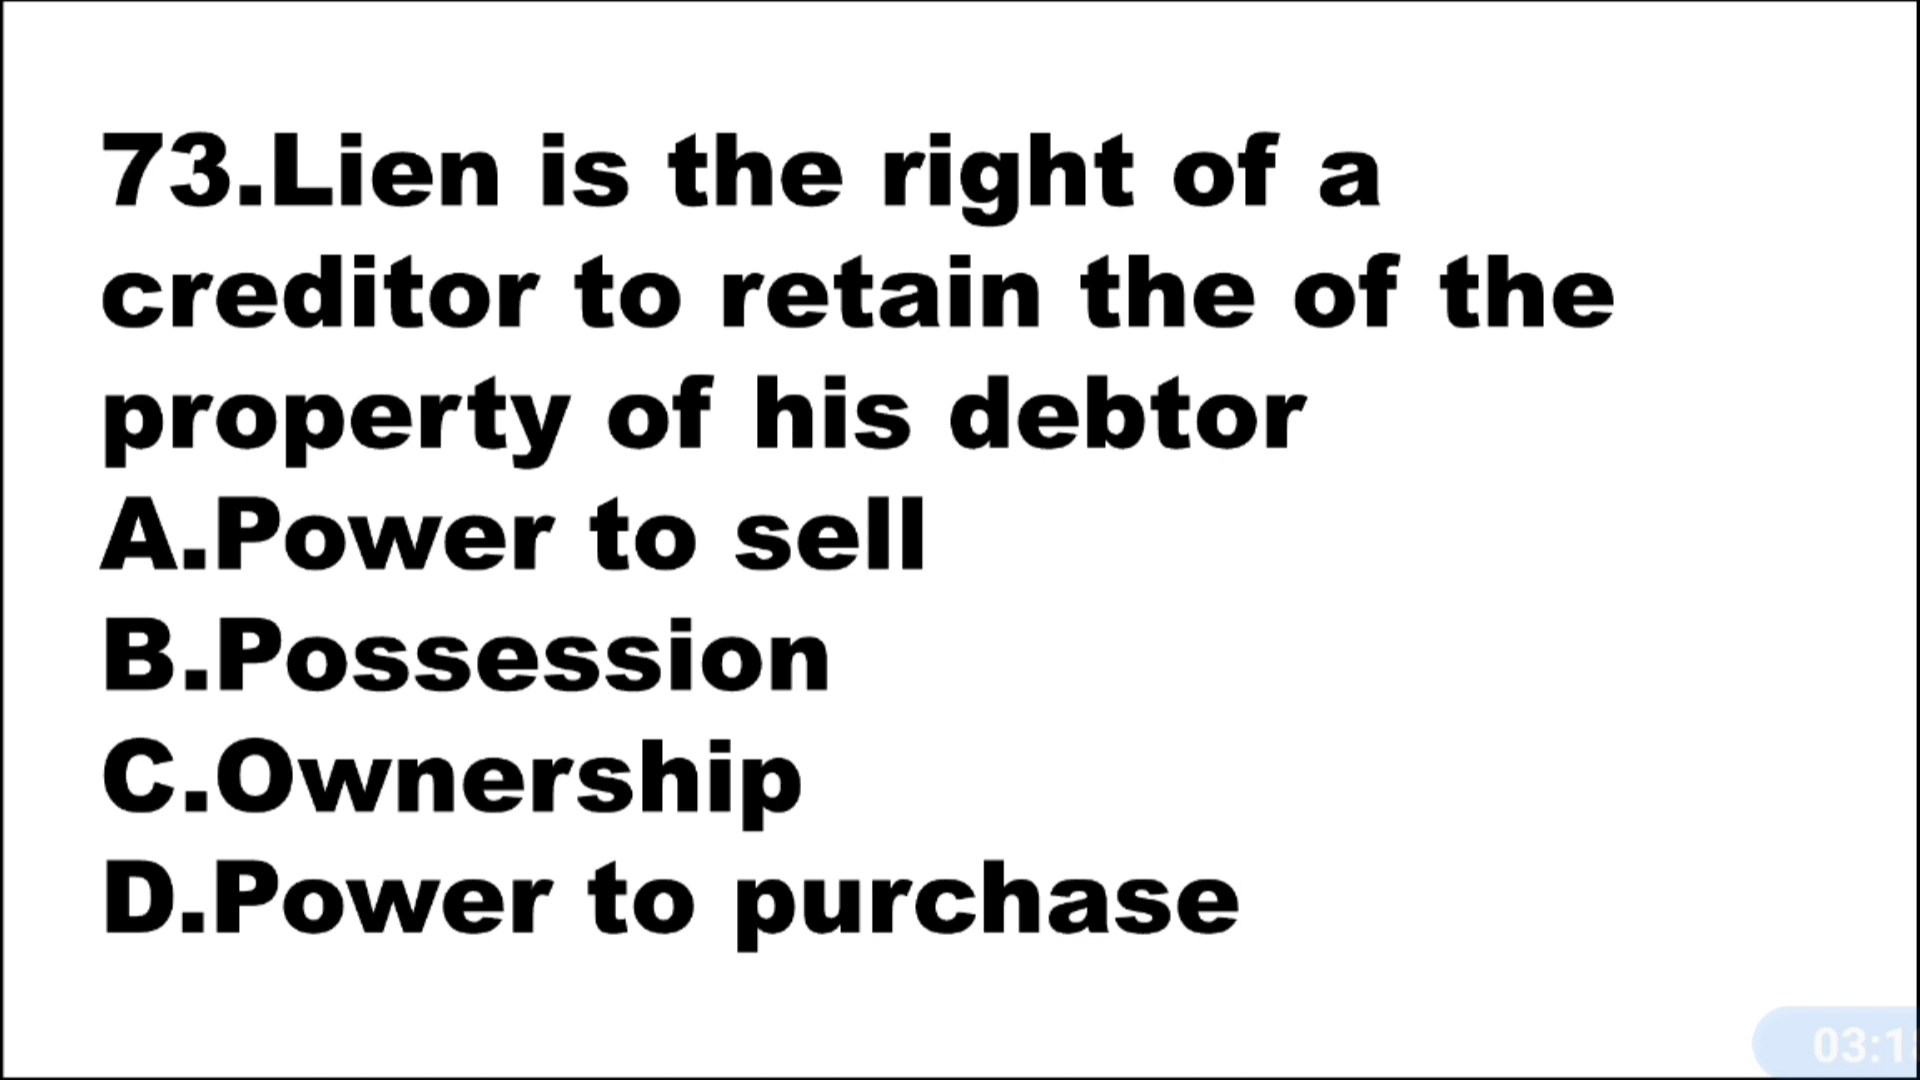 73.Lien is the right of a
creditor to retain the of the
property of his debtor
A.Power to sell
B.Possession
C.Ownership
D.Power to purchase